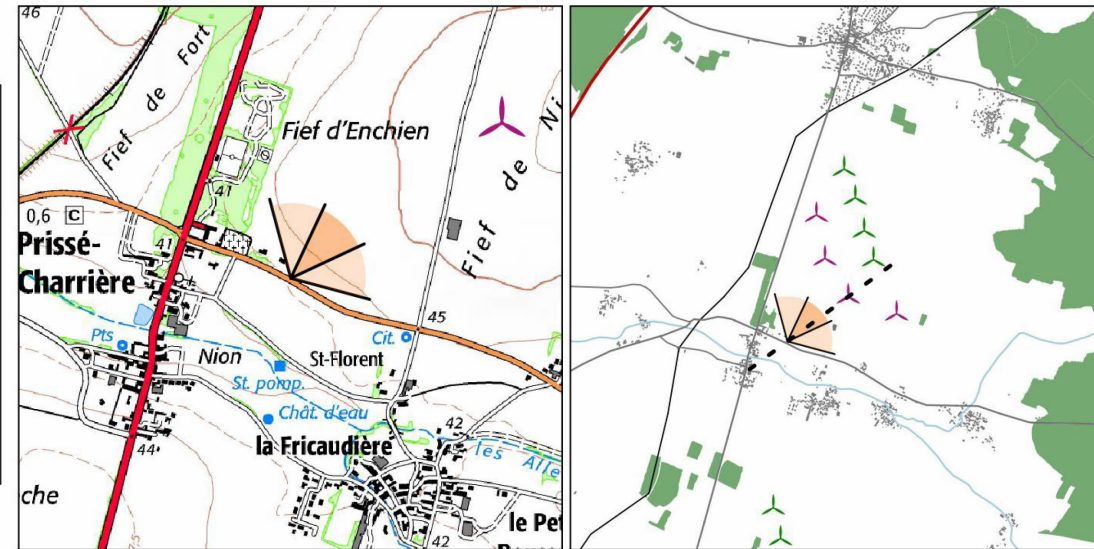 46
Fief de Fort
Fief d'Enchien
41
0,6 C
Prissé-
Charrière
41
45
Fief de Ni
Pts
Nion
St-Florent
Cit.
St. pomp.
Chât. d'eau
la Fricaudière
42
44
les Alle
che
le Pet
42